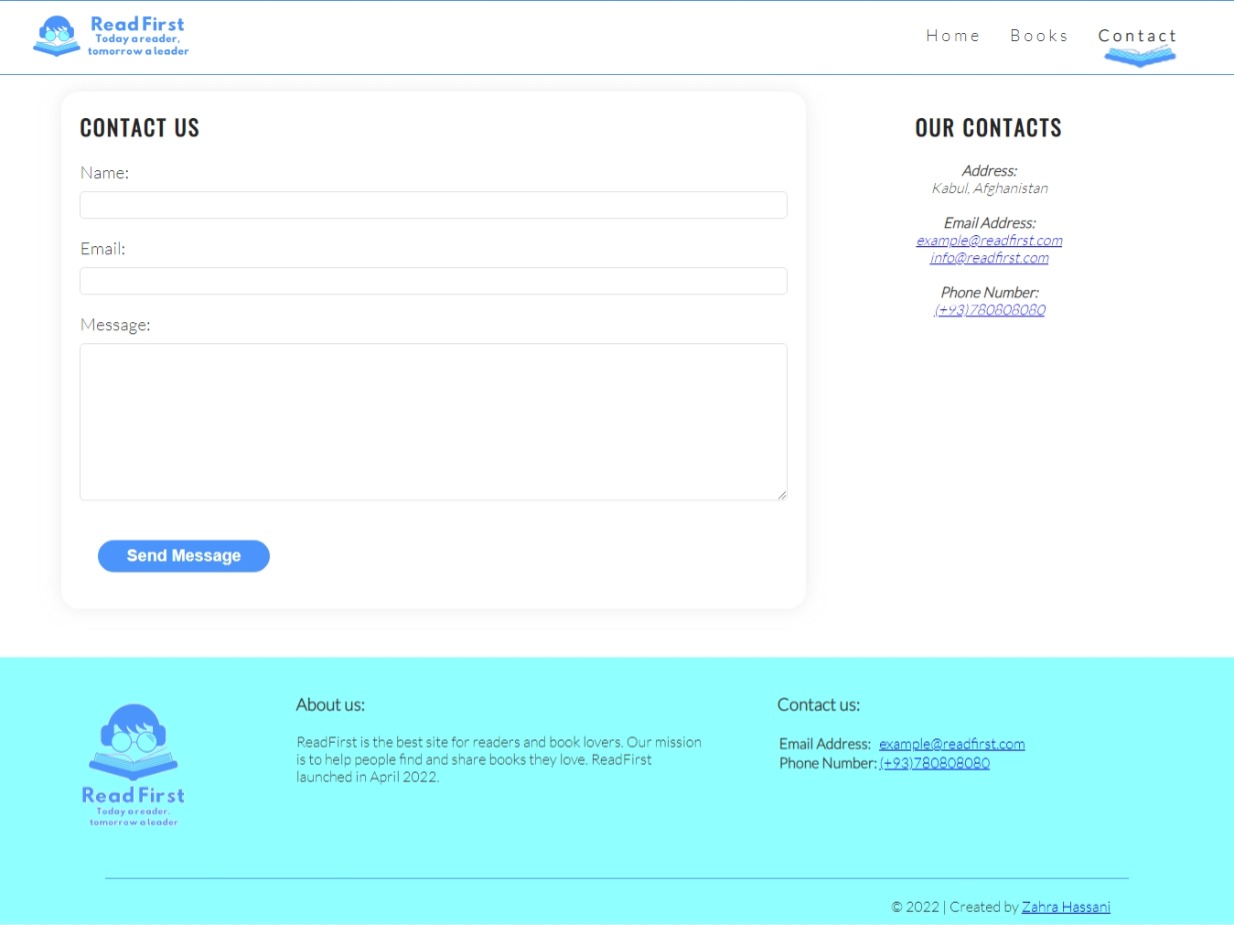 Read First
Today a reader,
tomorrow a leader
Home Books Contact
CONTACT US
Name:
Email:
Message:
Send Message
OUR CONTACTS
Address:
Kabul, Afghanistan
Email Address:
example@readfirst.com
info@readfirst.com
Phone Number:
(+93)780808080
Read First
Today a reader,
tomorrow a leader
About us:
ReadFirst is the best site for readers and book lovers. Our mission
is to help people find and share books they love. ReadFirst
launched in April 2022.
Contact us:
Email Address: example@readfirst.com
Phone Number: (+93)780808080
© 2022 | Created by Zahra Hassani